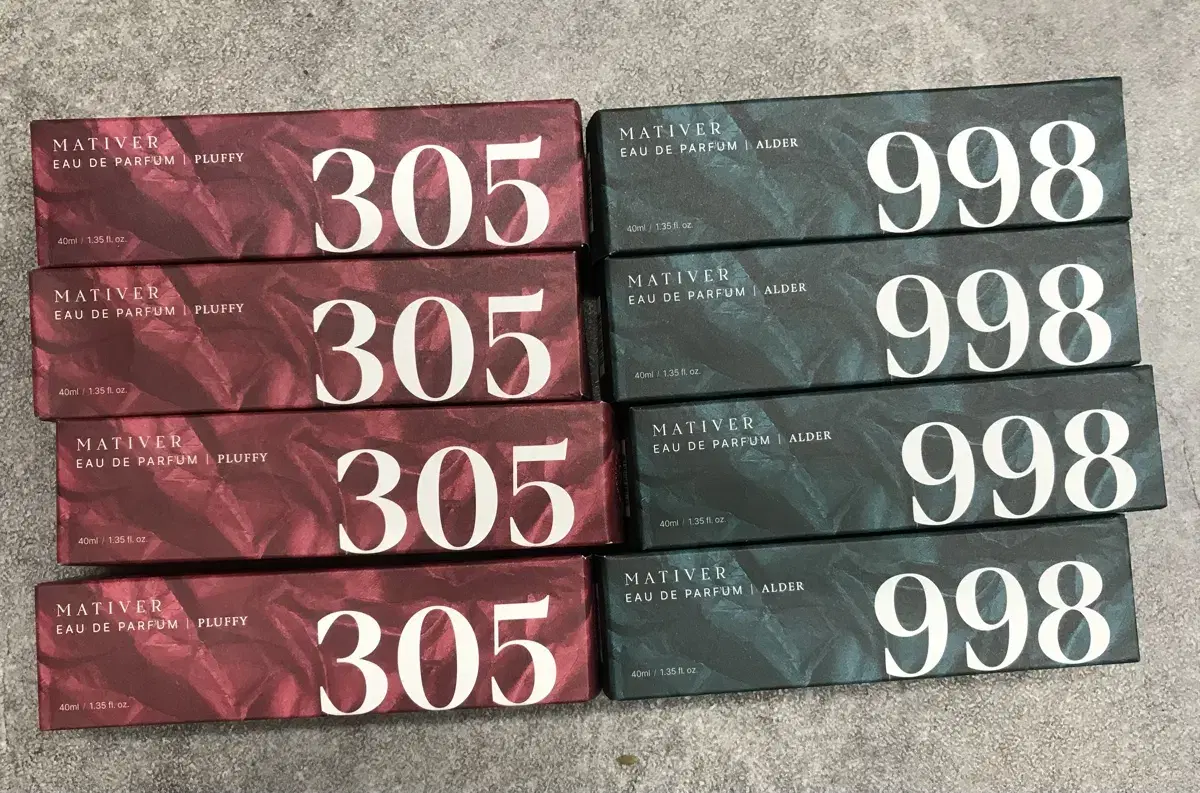 MATIVER
EAU DE PARFUM | PLUFFY
305
40ml / 1.35 fl. oz.
MATIVER
EAU DE PARFUM | PLUFFY
305
40ml / 1.35 fl. oz.
MATIVER
EAU DE PARFUM | PLUFFY
305
40ml / 1.35 fl. oz.
MATIVER
EAU DE PARFUM | PLUFFY
305
40ml / 1.35 fl. oz.
MATIVER
EAU DE PARFUM | ALDER
998
40ml / 1.35 fl. oz.
MATIVER
EAU DE PARFUM | ALDER
998
40ml / 1.35 fl. oz.
MATIVER
EAU DE PARFUM | ALDER
998
40ml / 1.35 fl. oz.
MATIVER
EAU DE PARFUM | ALDER
998
40ml / 1.35 fl. oz.